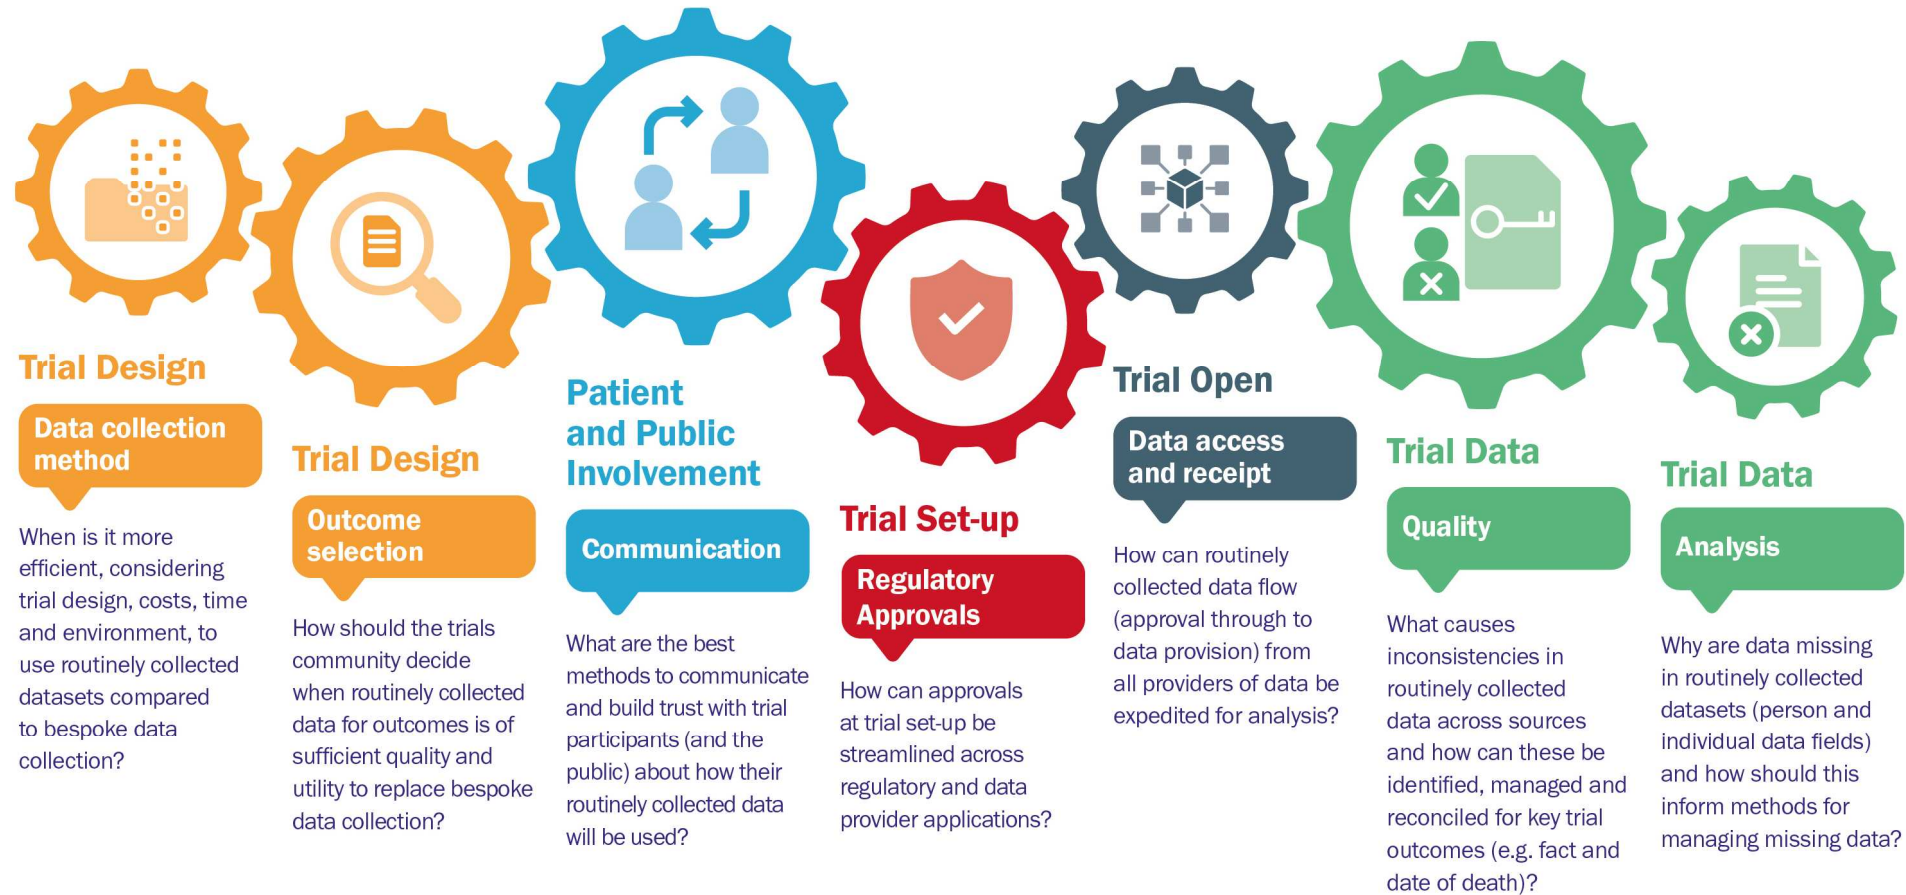 Trial Design
Data collection
method
When is it more
efficient, considering
trial design, costs, time
and environment, to
use routinely collected
datasets compared
to bespoke data
collection?
Trial Design
Outcome
selection
How should the trials
community decide
when routinely collected
data for outcomes is of
sufficient quality and
utility to replace bespoke
data collection?
Patient
and Public
Involvement
Communication
What are the best
methods to communicate
and build trust with trial
participants (and the
public) about how their
routinely collected data
will be used?
Trial Set-up
Regulatory
Approvals
How can approvals
at trial set-up be
streamlined across
regulatory and data
provider applications?
Trial Open
Data access
and receipt
How can routinely
collected data flow
(approval through to
data provision) from
all providers of data be
expedited for analysis?
Trial Data
Quality
What causes
inconsistencies in
routinely collected
data across sources
and how can these be
identified, managed and
reconciled for key trial
outcomes (e.g. fact and
date of death)?
Trial Data
Analysis
Why are data missing
in routinely collected
datasets (person and
individual data fields)
and how should this
inform methods for
managing missing data?